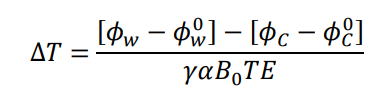 ΔT = ([ϕ_w − ϕ_w^0] − [ϕ_C − ϕ_C^0]) / (γαB_0TE)